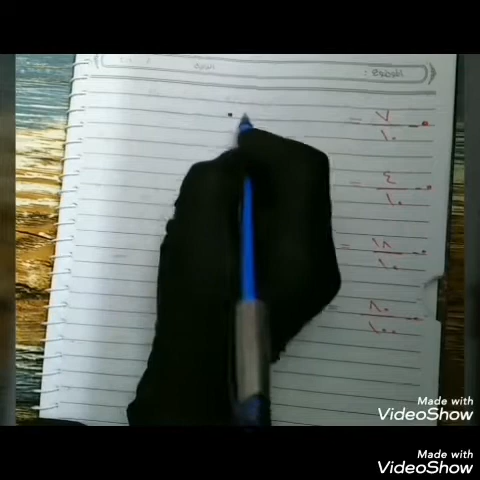 ٧
١٠ =
٤
١٠ =
١٨
١٠ =
٨٠
١٠٠ =
Made with
VideoShow
Made with
VideoShow